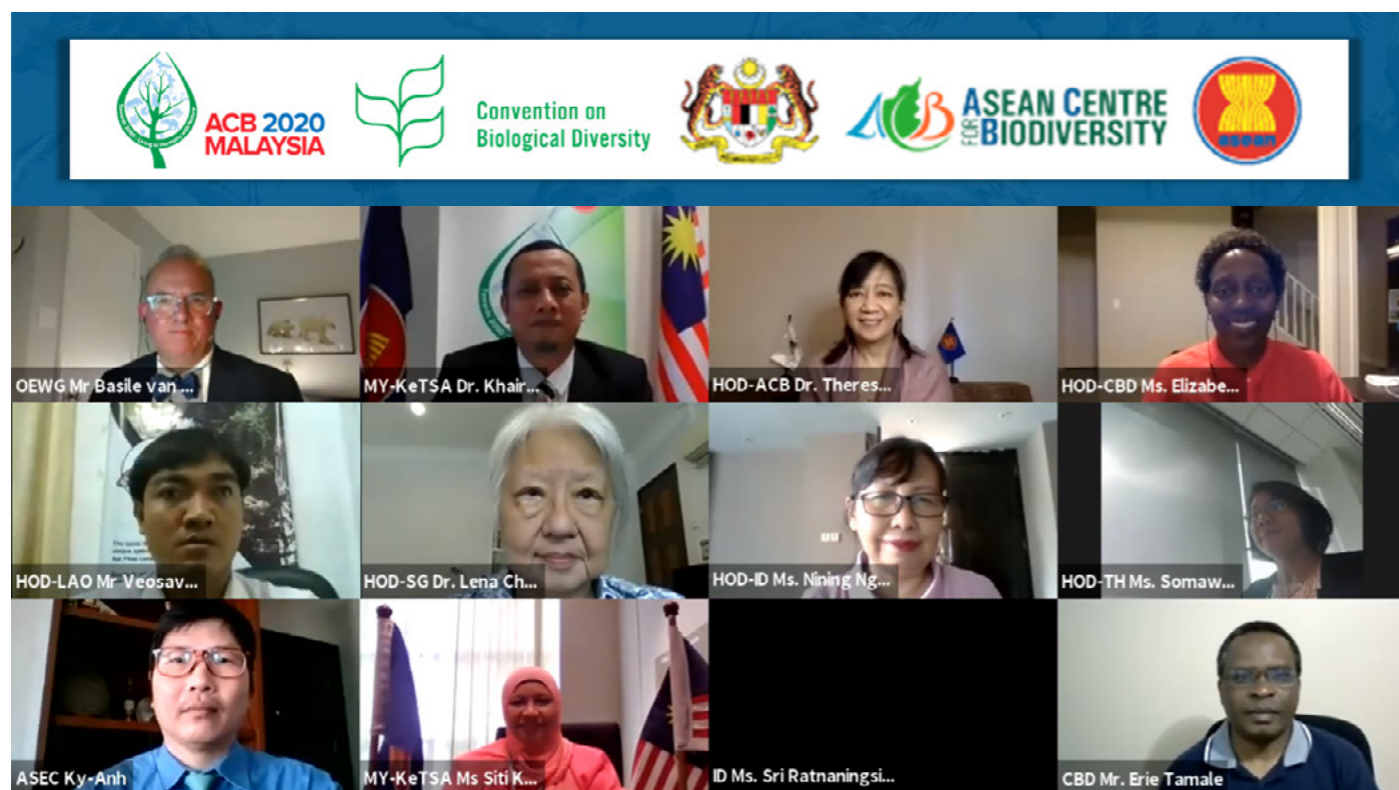 ACB 2020
MALAYSIA
Convention on
Biological Diversity
ACB
ASEAN CENTRE
FOR BIODIVERSITY
asean
OEWG Mr Basile van ...
MY-KeTSA Dr. Khair...
HOD-ACB Dr. Theres...
HOD-CBD Ms. Elizabe...
HOD-LAO Mr Veosav...
HOD-SG Dr. Lena Ch...
HOD-ID Ms. Nining Ng...
HOD-TH Ms. Somaw...
ASEC Ky-Anh
MY-KeTSA Ms Siti K...
ID Ms. Sri Ratnaningsi...
CBD Mr. Erie Tamale